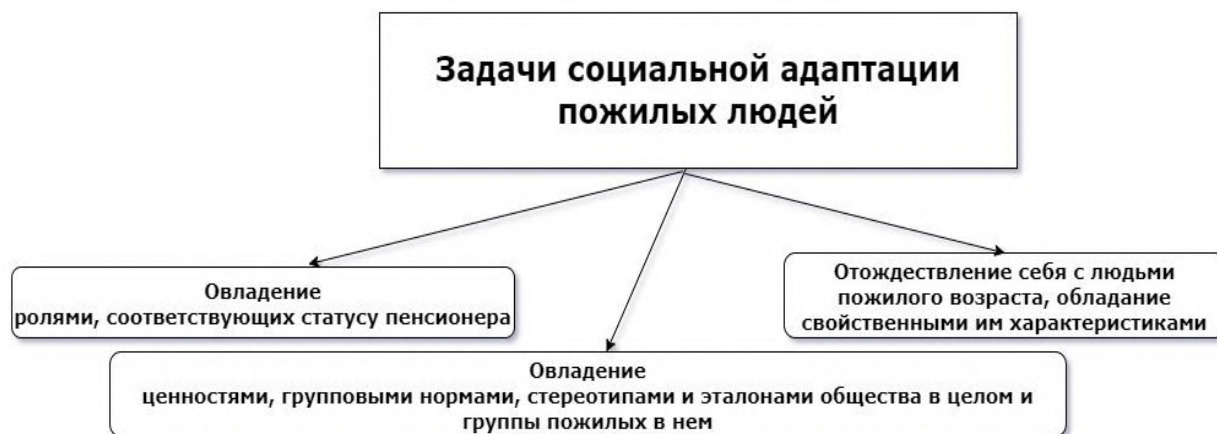 Задачи социальной адаптации
пожилых людей
Овладение
ролями, соответствующих статусу пенсионера
Отождествление себя с людьми
пожилого возраста, обладание
свойственными им характеристиками
Овладение
ценностями, групповыми нормами, стереотипами и эталонами общества в целом и
группы пожилых в нем